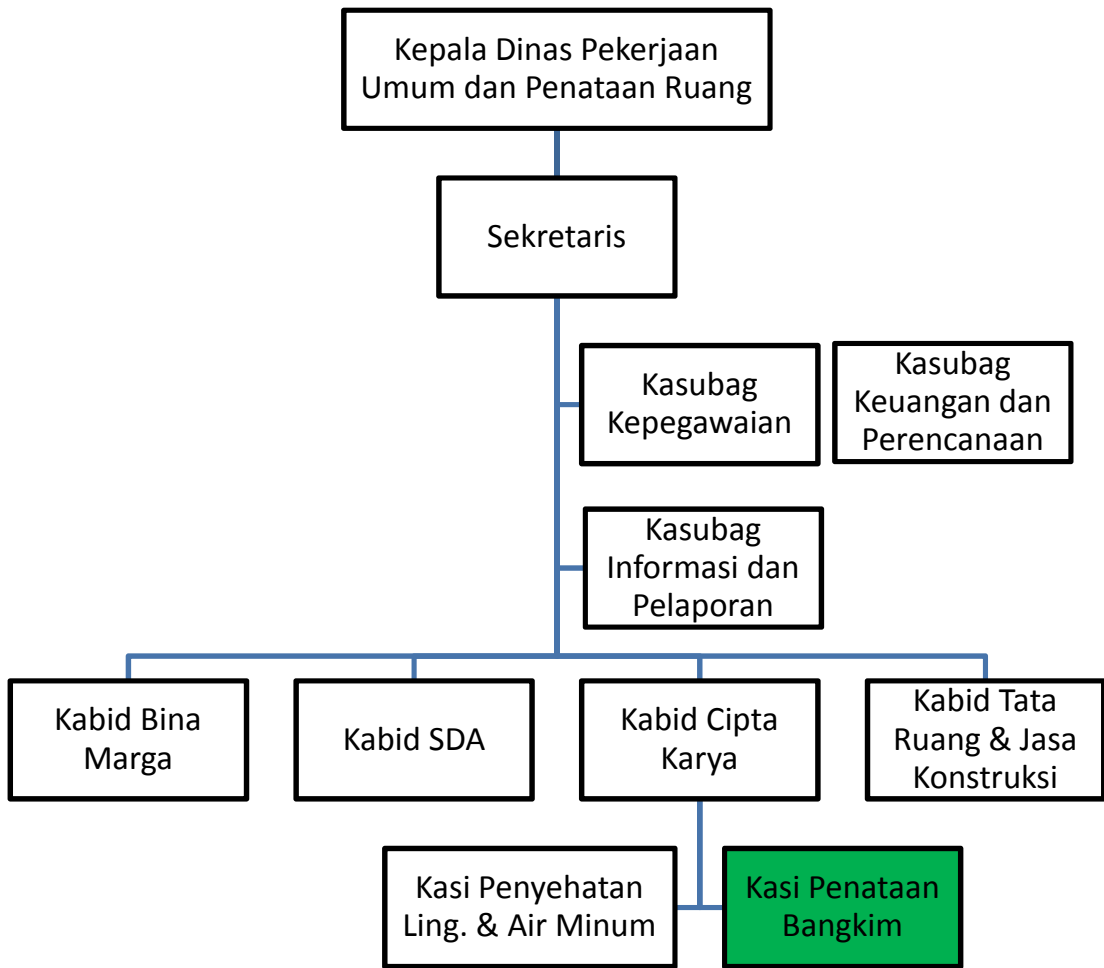 Kepala Dinas Pekerjaan
Umum dan Penataan Ruang
Sekretaris
Kasubag
Kepegawaian
Kasubag
Keuangan dan
Perencanaan
Kasubag
Informasi dan
Pelaporan
Kabid Bina
Marga
Kabid SDA
Kabid Cipta
Karya
Kabid Tata
Ruang & Jasa
Konstruksi
Kasi Penyehatan
Ling. & Air Minum
Kasi Penataan
Bangkim